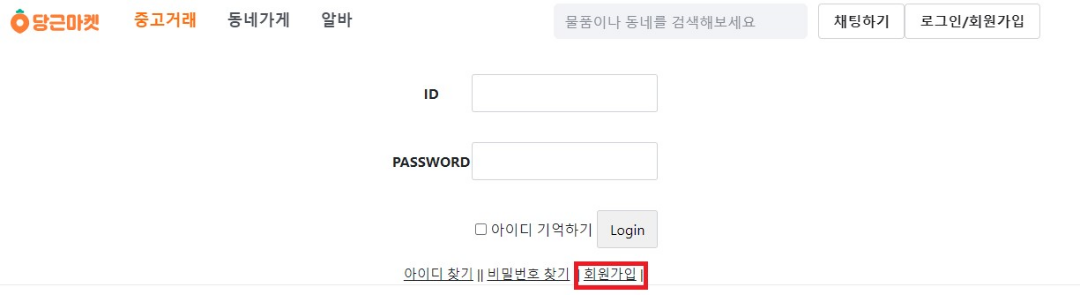 당근마켓 중고거래 동네가게 알바 물품이나 동네를 검색해보세요 채팅하기 로그인/회원가입
ID
PASSWORD
아이디 기억하기 Login
아이디 찾기 || 비밀번호 찾기 || 회원가입 |